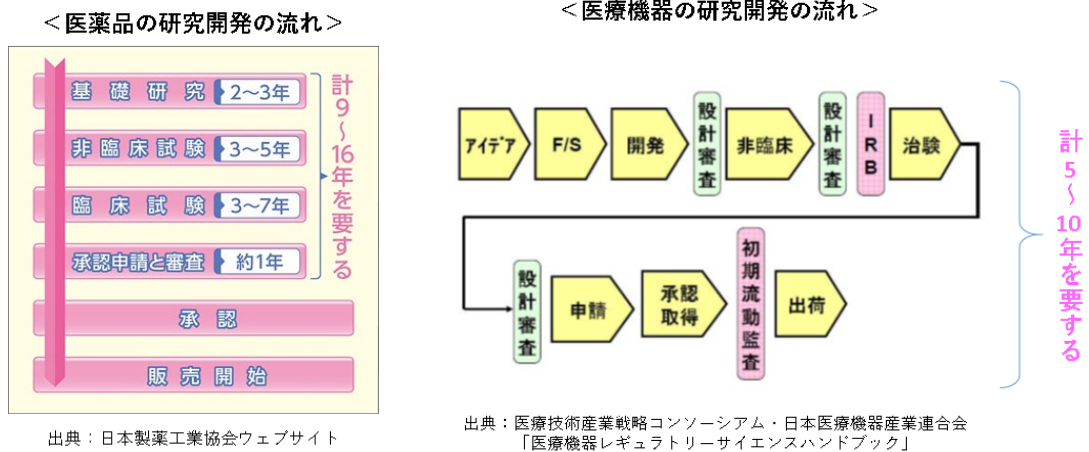 ＜医薬品の研究開発の流れ＞
基礎研究 2～3年
非臨床試験 3～5年
臨床試験 3～7年
承認申請と審査 約1年
承認
販売開始
計9～16年を要する
出典：日本製薬工業協会ウェブサイト
＜医療機器の研究開発の流れ＞
ｱｲﾃﾞｱ
F/S
開発
設計審査
非臨床
設計審査
IRB
治験
設計審査
申請
承認
取得
初期流動監査
出荷
計5～10年を要する
出典：医療技術産業戦略コンソーシアム・日本医療機器産業連合会
「医療機器レギュラトリーサイエンスハンドブック」